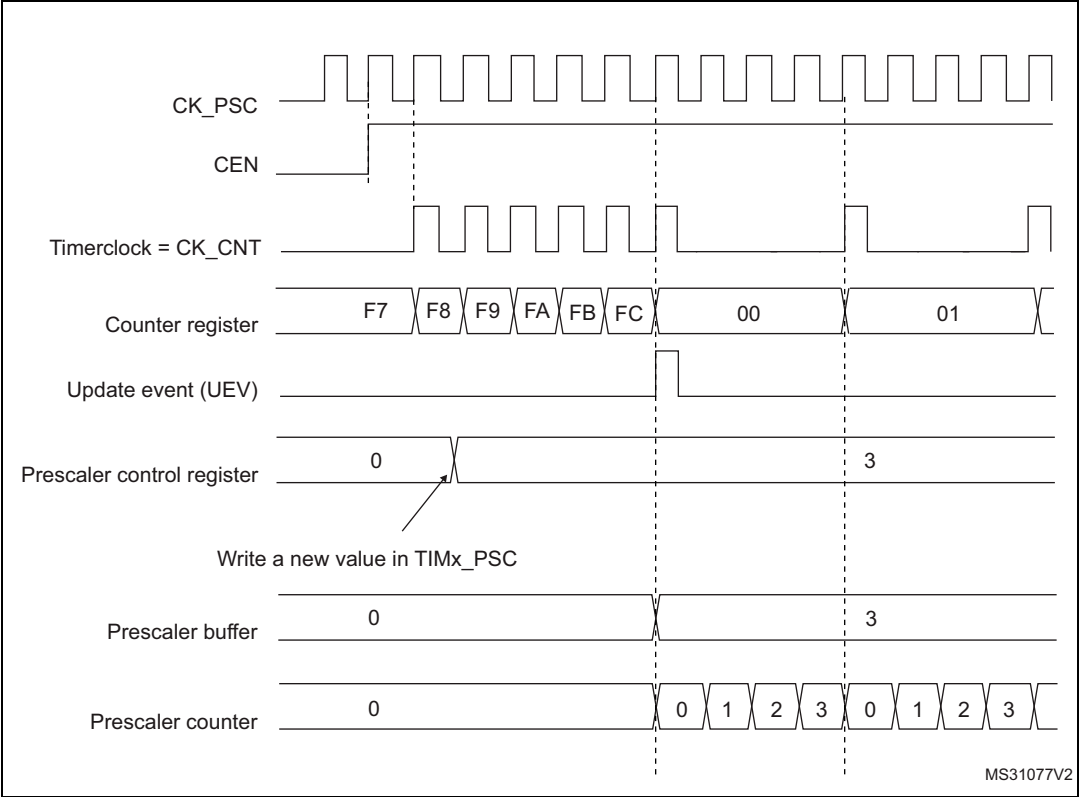 CK_PSC
CEN
Timerclock = CK_CNT
Counter register F7 F8 F9 FA FB FC 00 01
Update event (UEV)
Prescaler control register 0 3
Write a new value in TIMx_PSC
Prescaler buffer 0 3
Prescaler counter 0 0 1 2 3 0 1 2 3
MS31077V2